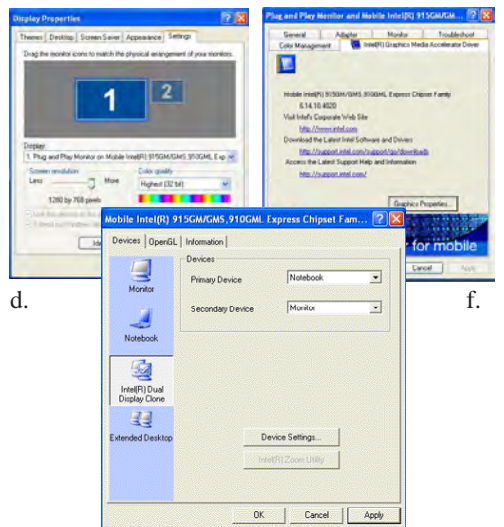 Display Properties
Themes Desktop Screen Saver Appearance Settings
Drag the monitor icons to match the physical arrangement of your monitors.
1 2
Display:
1. Plug and Play Monitor on Mobile Intel(R) 915GM/GMS,910GML Exp
Screen resolution
Less More
1280 by 768 pixels
Color quality
Highest (32 bit)
d.
Plug and Play Monitor and Mobile Intel(R) 915GM/GM...
General Adapter Monitor Troubleshoot
Color Management Intel(R) Graphics Media Accelerator Driver
Mobile Intel(R) 915GM/GMS, 910GML Express Chipset Family
6.14.10.4020
Visit Intel's Corporate Web Site
http://www.intel.com
Download the Latest Intel Software and Drivers
http://support.intel.com/support/go/downloads
Access the Latest Support Help and Information
http://support.intel.com/
Graphics Properties...
for mobile
Cancel Apply
f.
Mobile Intel(R) 915GM/GMS,910GML Express Chipset Fam...
Devices OpenGL Information
Monitor
Notebook
Intel(R) Dual
Display Clone
Extended Desktop
Devices
Primary Device Notebook
Secondary Device Monitor
Device Settings...
Intel(R) Zoom Utility
OK Cancel Apply